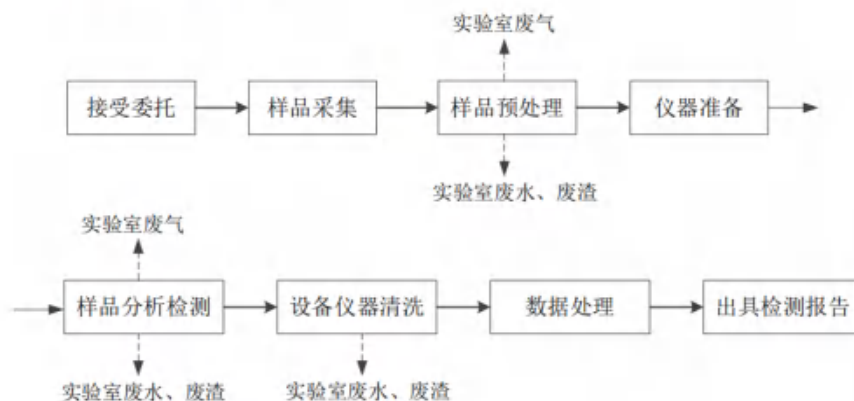 实验室废气
接受委托
样品采集
样品预处理
仪器准备
实验室废水、废渣
实验室废气
样品分析检测
设备仪器清洗
数据处理
出具检测报告
实验室废水、废渣
实验室废水、废渣